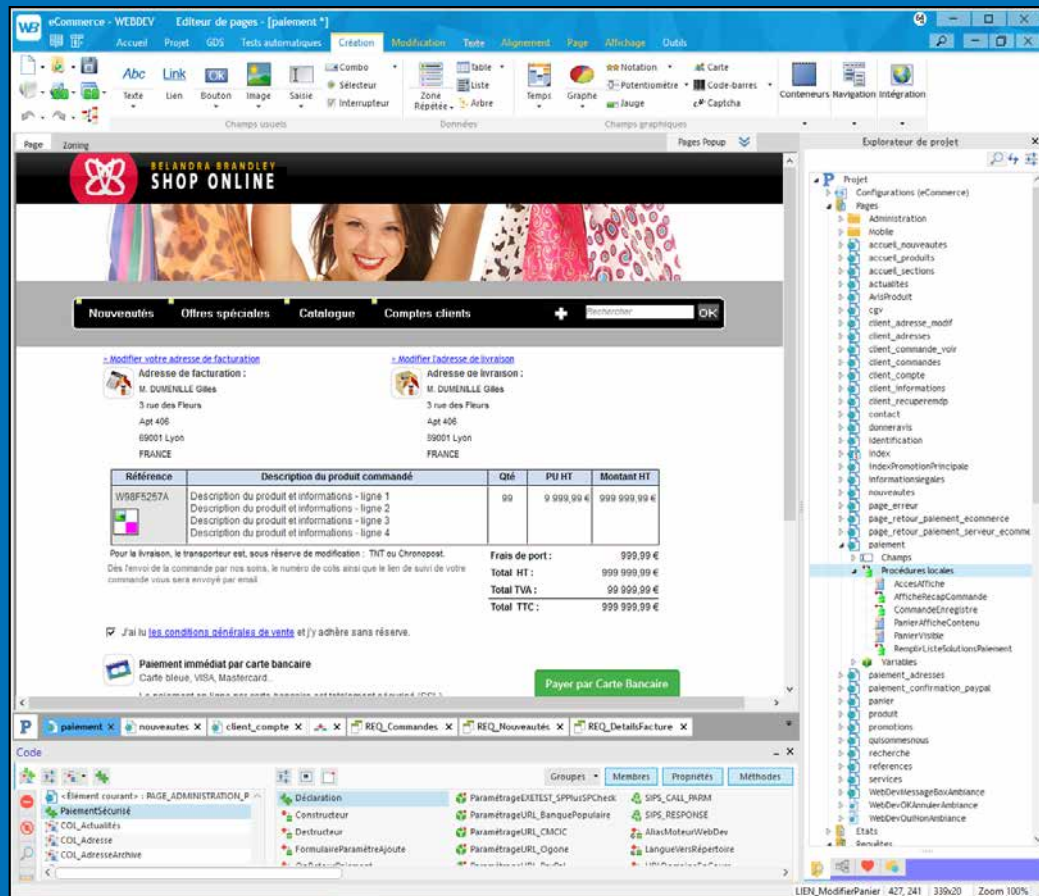 eCommerce - WEBDEV Editeur de pages - [paiement *]
Accueil Projet GDS Tests automatiques Création Modification Texte Alignement Page Affichage Outils
Abc Link OK
Texte Lien Bouton Image Saisie
Combo
Sélecteur
Interrupteur
Champs usuels
Zone Répétée
Table
Liste
Arbre
Données
Temps Graphe
Notation
Potentiomètre
Jauge
Carte
Code-barres
Captcha
Champs graphiques
Conteneurs Navigation Intégration
Page Zoning Pages Popup
BELANDRA BRANDLEY
SHOP ONLINE
Nouveautés Offres spéciales Catalogue Comptes clients Rechercher OK
» Modifier votre adresse de facturation » Modifier l'adresse de livraison
Adresse de facturation : Adresse de livraison :
M. DUMENILLE Gilles M. DUMENILLE Gilles
3 rue des Fleurs 3 rue des Fleurs
Apt 406 Apt 406
69001 Lyon 69001 Lyon
FRANCE FRANCE
Référence Description du produit commandé Qté PU HT Montant HT
W98F5257A Description du produit et informations - ligne 1 99 9 999,99 € 999 999,99 €
Description du produit et informations - ligne 2
Description du produit et informations - ligne 3
Description du produit et informations - ligne 4
Pour la livraison, le transporteur est, sous réserve de modification : TNT ou Chronopost.
Dès l'envoi de la commande par nos soins, le numéro de colis ainsi que le lien de suivi de votre
commande vous sera envoyé par email.
Frais de port : 999,99 €
Total HT : 999 999,99 €
Total TVA : 99 999,99 €
Total TTC : 999 999,99 €
J'ai lu les conditions générales de vente et j'y adhère sans réserve.
Paiement immédiat par carte bancaire
Carte bleue, VISA, Mastercard...
Payer par Carte Bancaire
paiement nouveautes client_compte REQ_Commandes REQ_Nouveautés REQ_DetailsFacture
Code
Groupes Membres Propriétés Méthodes
<Élément courant> : PAGE_ADMINISTRATION_P
PaiementSécurisé
COL_Actualités
COL_Adresse
COL_AdresseArchive
Déclaration
Constructeur
Destructeur
FormulaireParamètreAjoute
ParamétrageEXETEST_SPPlusSPCheck
ParamétrageURL_BanquePopulaire
ParamétrageURL_CMCIC
ParamétrageURL_Ogone
SIPS_CALL_PARM
SIPS_RESPONSE
AliasMoteurWebDev
LangueVersRépertoire
Explorateur de projet
Projet
Configurations (eCommerce)
Pages
Administration
Mobile
accueil_nouveautes
accueil_produits
accueil_sections
actualites
AvisProduit
cgv
client_adresse_modif
client_adresses
client_commande_voir
client_commandes
client_compte
client_informations
client_recuperemdp
contact
donneravis
identification
index
IndexPromotionPrincipale
informationslegales
nouveautes
page_erreur
page_retour_paiement_ecommerce
page_retour_paiement_serveur_ecomme
paiement
Champs
Procédures locales
AccesAffiche
AfficheRecapCommande
CommandeEnregistre
PanierAfficheContenu
PanierVisible
RemplirListeSolutionsPaiement
Variables
paiement_adresses
paiement_confirmation_paypal
panier
produit
promotions
quisommesnous
recherche
references
services
WebDevMessageBoxAmbiance
WebDevOKAnnulerAmbiance
WebDevOuiNonAmbiance
Etats
Requêtes
LIEN_ModifierPanier 427, 241 339x20 Zoom 100%